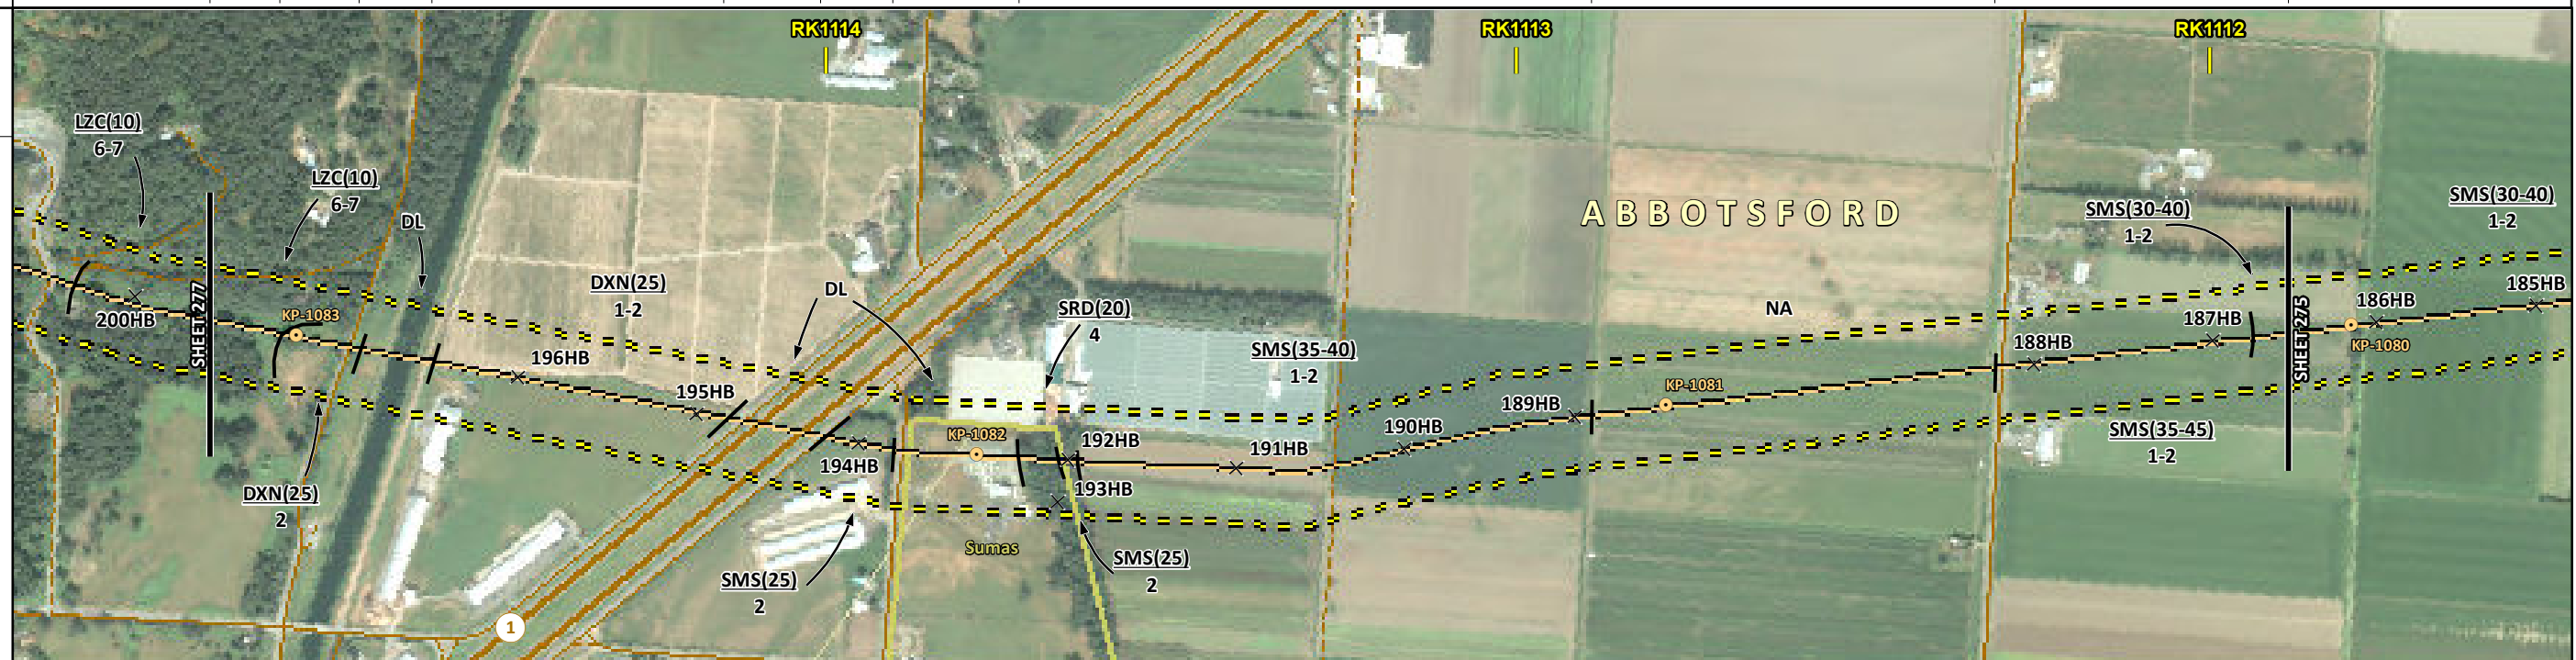 RK1114
RK1113
RK1112
LZC(10)
6-7
LZC(10)
6-7
DL
SMS(30-40)
1-2
SMS(30-40)
1-2
ABBOTSFORD
DXN(25)
1-2
DL
SRD(20)
4
SMS(35-40)
1-2
NA
200HB
SHEET 277
KP-1083
196HB
195HB
194HB
KP-1082
192HB
193HB
191HB
190HB
189HB
KP-1081
188HB
187HB
SHEET 275
186HB
KP-1080
185HB
DXN(25)
2
SMS(25)
2
Sumas
SMS(25)
2
SMS(35-45)
1-2
1